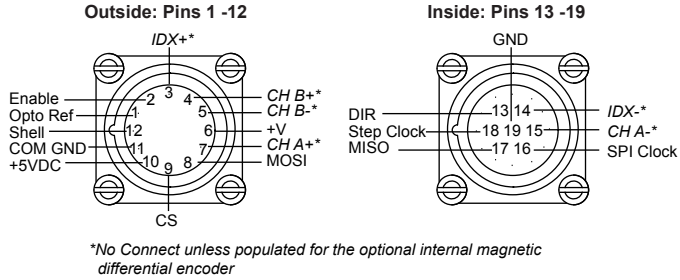 Outside: Pins 1 -12
IDX+*
Enable
Opto Ref
Shell
COM GND
+5VDC
1
2
3
4
5
6
7
8
9
10
11
12
CH B+*
CH B-*
+V
CH A+*
MOSI
CS
Inside: Pins 13 -19
GND
DIR
Step Clock
MISO
13 14
18 19 15
17 16
IDX-*
CH A-*
SPI Clock
*No Connect unless populated for the optional internal magnetic
differential encoder